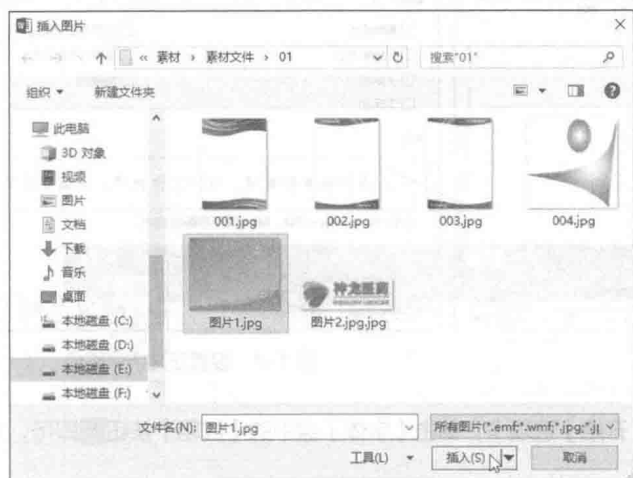 插入图片
« 素材 › 素材文件 › 01
搜索"01"
组织
新建文件夹
此电脑
3D 对象
视频
图片
文档
下载
音乐
桌面
本地磁盘 (C:)
本地磁盘 (D:)
本地磁盘 (E:)
本地磁盘 (F:)
001.jpg
002.jpg
003.jpg
004.jpg
图片1.jpg
神龙医药
图片2.jpg.jpg
文件名(N): 图片1.jpg
所有图片(*.emf;*.wmf;*.jpg;*.j
工具(L)
插入(S)
取消